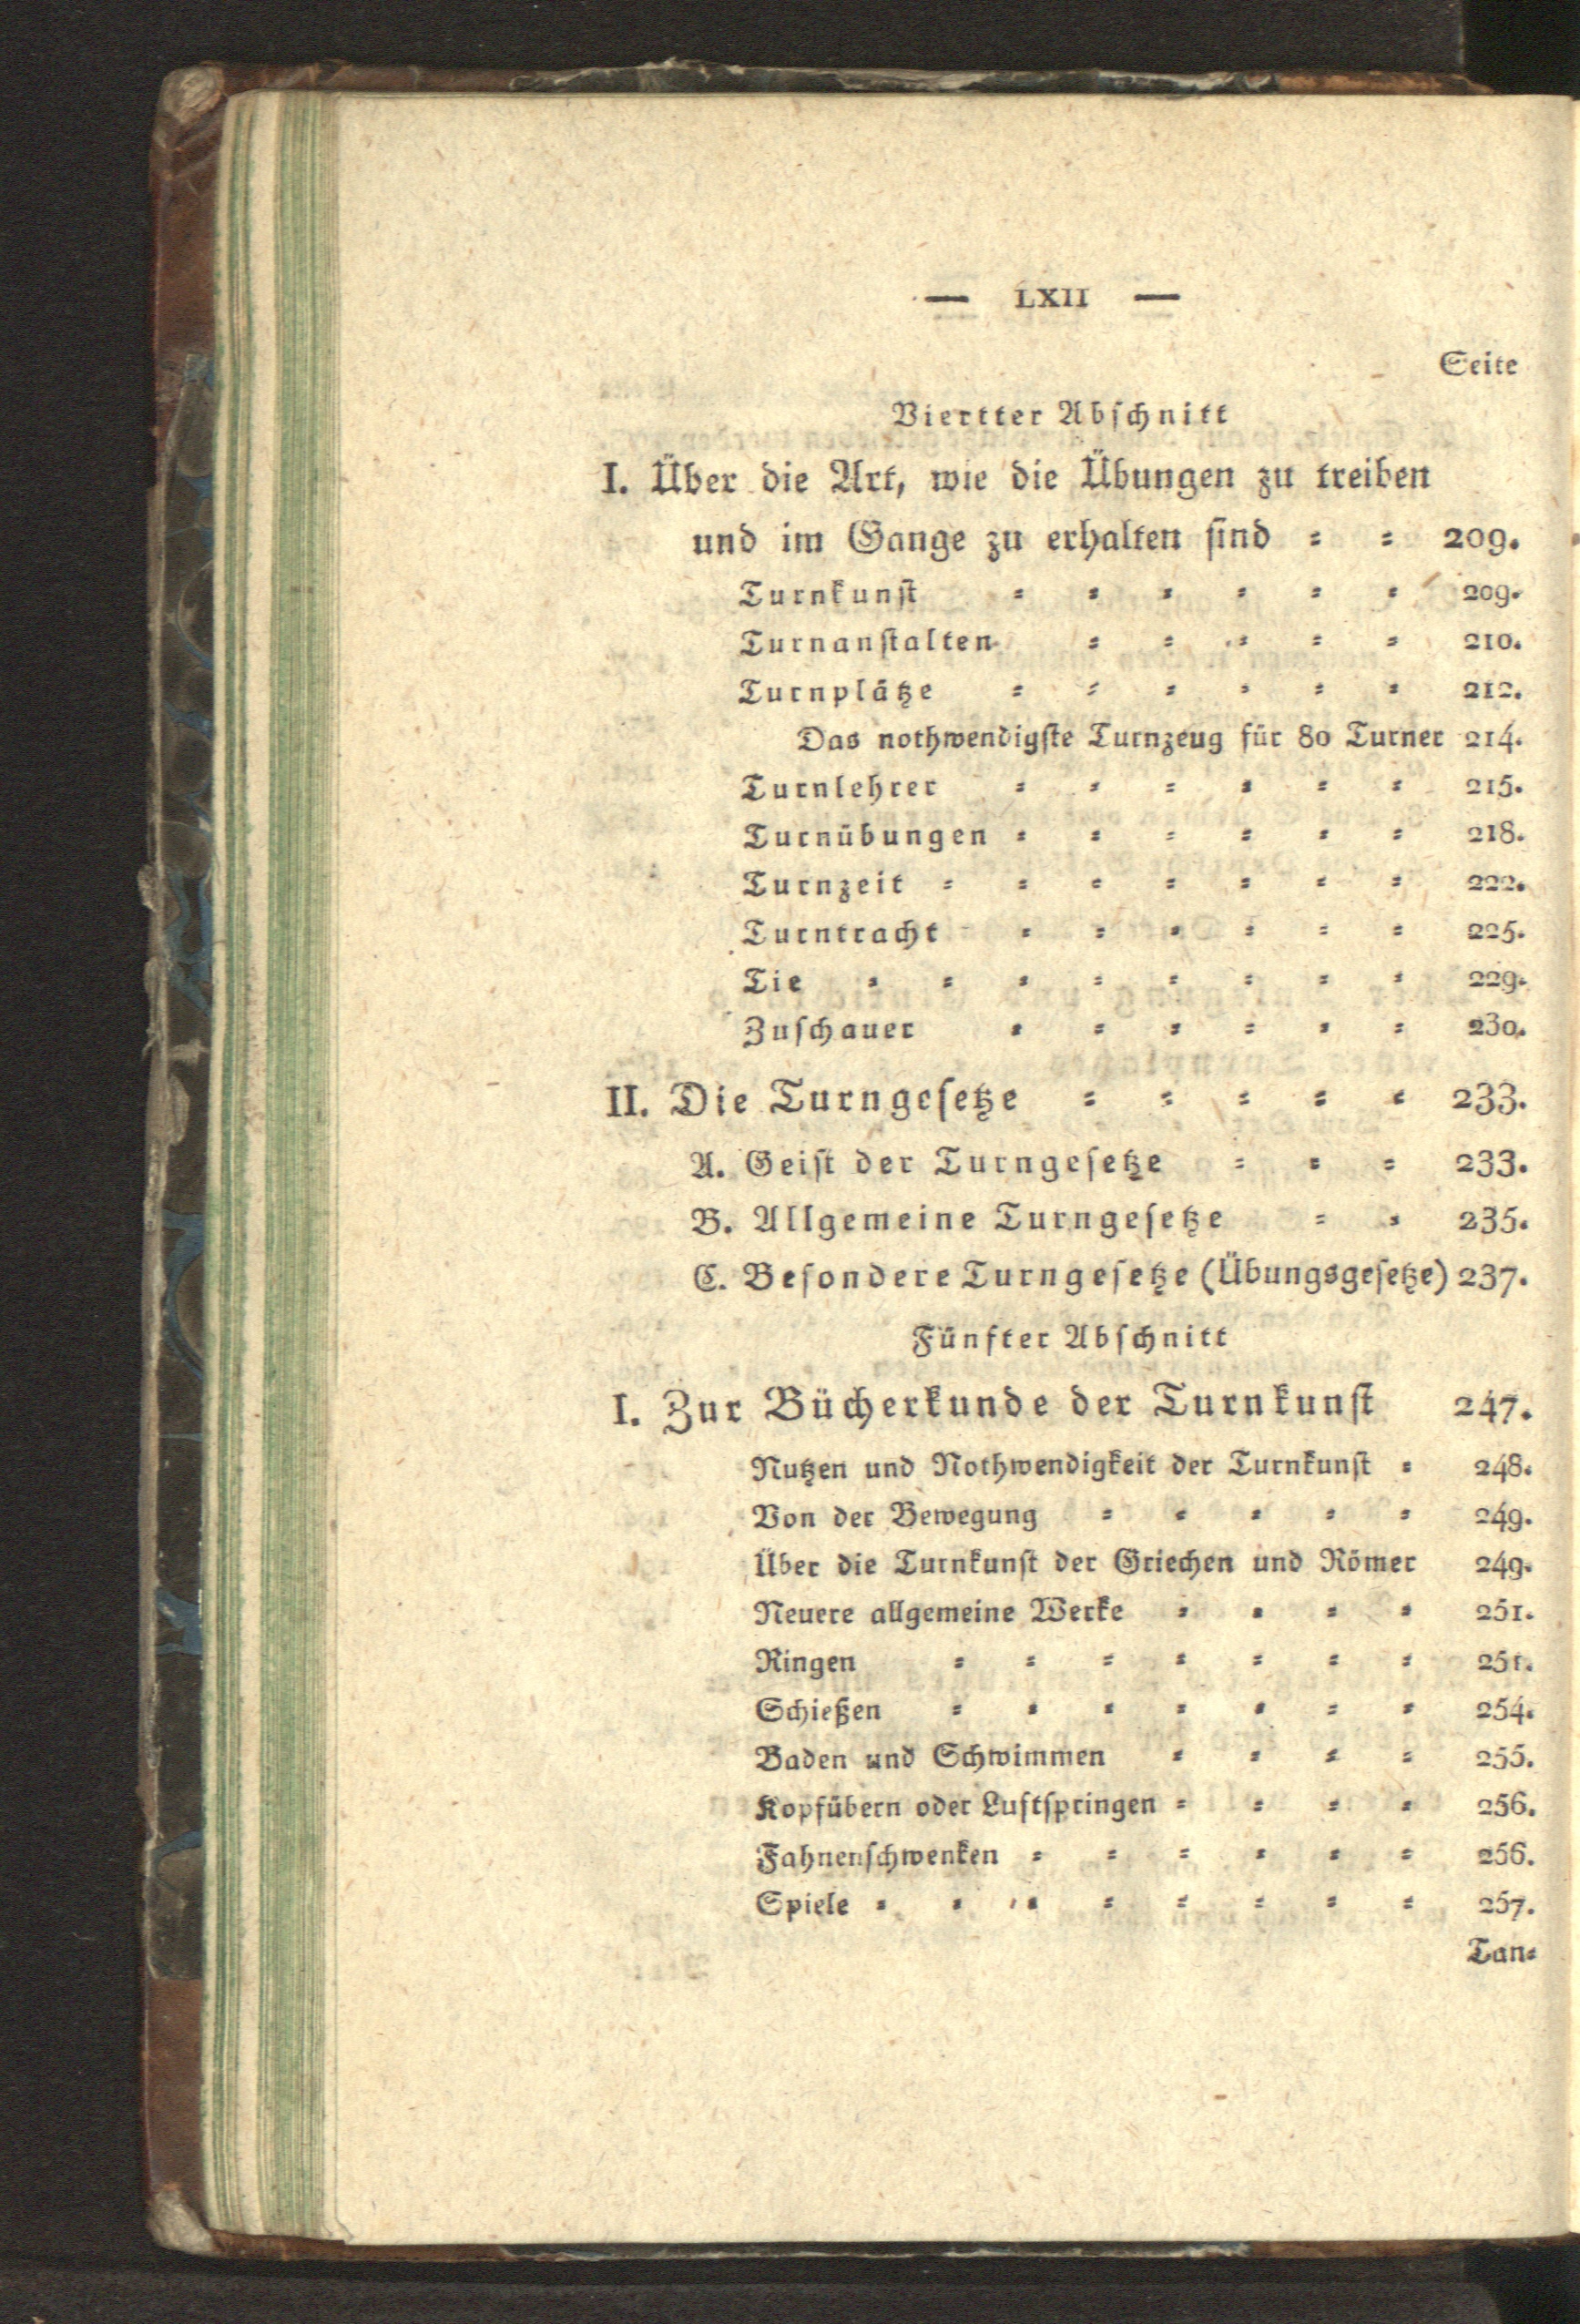 — LXII —
Seite
Viertter Abschnitt
I. Über die Art, wie die Übungen zu treiben
und im Gange zu erhalten sind = = 209.
Turnkunst = = = = = = 209.
Turnanstalten = = = = = 210.
Turnplätze = = = = = = 212.
Das nothwendigste Turnzeug für 80 Turner 214.
Turnlehrer = = = = = = 215.
Turnübungen = = = = = = 218.
Turnzeit = = = = = = = 222.
Turntracht = = = = = = 225.
Tie = = = = = = = = 229.
Zuschauer = = = = = = 230.
II. Die Turngesetze = = = = = 233.
A. Geist der Turngesetze = = = 233.
B. Allgemeine Turngesetze = = 235.
C. Besondere Turngesetze (Übungsgesetze) 237.
Fünfter Abschnitt
I. Zur Bücherkunde der Turnkunst 247.
Nutzen und Nothwendigkeit der Turnkunst = 248.
Von der Bewegung = = = = = 249.
Über die Turnkunst der Griechen und Römer 249.
Neuere allgemeine Werke = = = = 251.
Ringen = = = = = = = 251.
Schießen = = = = = = = 254.
Baden und Schwimmen = = = = 255.
Kopfübern oder Luftspringen = = = = 256.
Fahnenschwenken = = = = = = 256.
Spiele = = = = = = = = 257.
Tan=